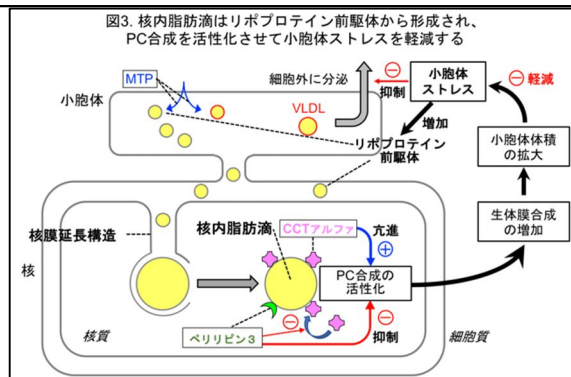 図3. 核内脂肪滴はリポプロテイン前駆体から形成され、
PC合成を活性化させて小胞体ストレスを軽減する
MTP
小胞体
VLDL
細胞外に分泌
⊖
抑制
小胞体
ストレス
⊖ 軽減
増加
リポプロテイン
前駆体
小胞体体積
の拡大
生体膜合成
の増加
核膜延長構造
核内脂肪滴
CCTアルファ
亢進
⊕
核
PC合成の
活性化
⊖
⊖
抑制
ペリリピン3
核質
細胞質